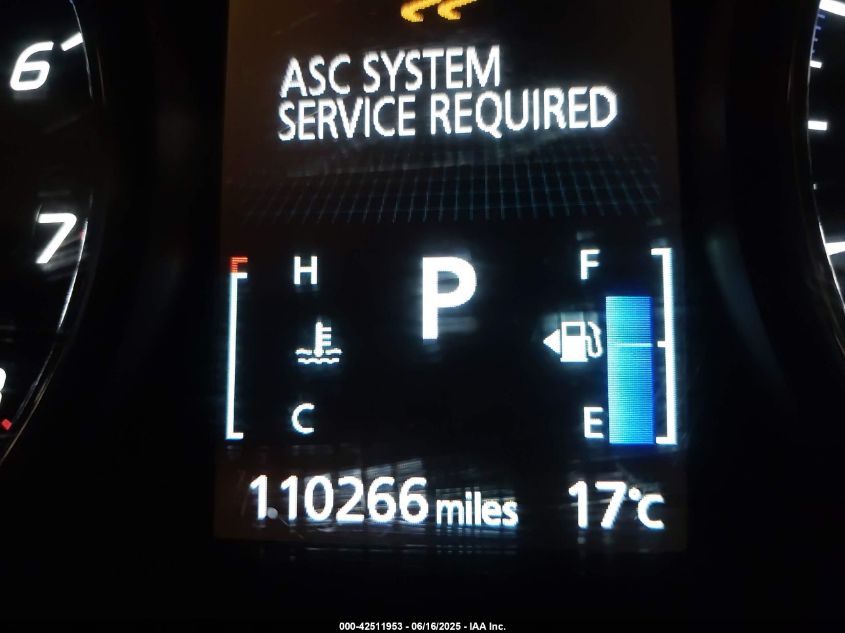 6
ASC SYSTEM
SERVICE REQUIRED
7
H
P
F
C
E
110266 miles
17°C
000-42511953 - 06/16/2025 - IAA Inc.